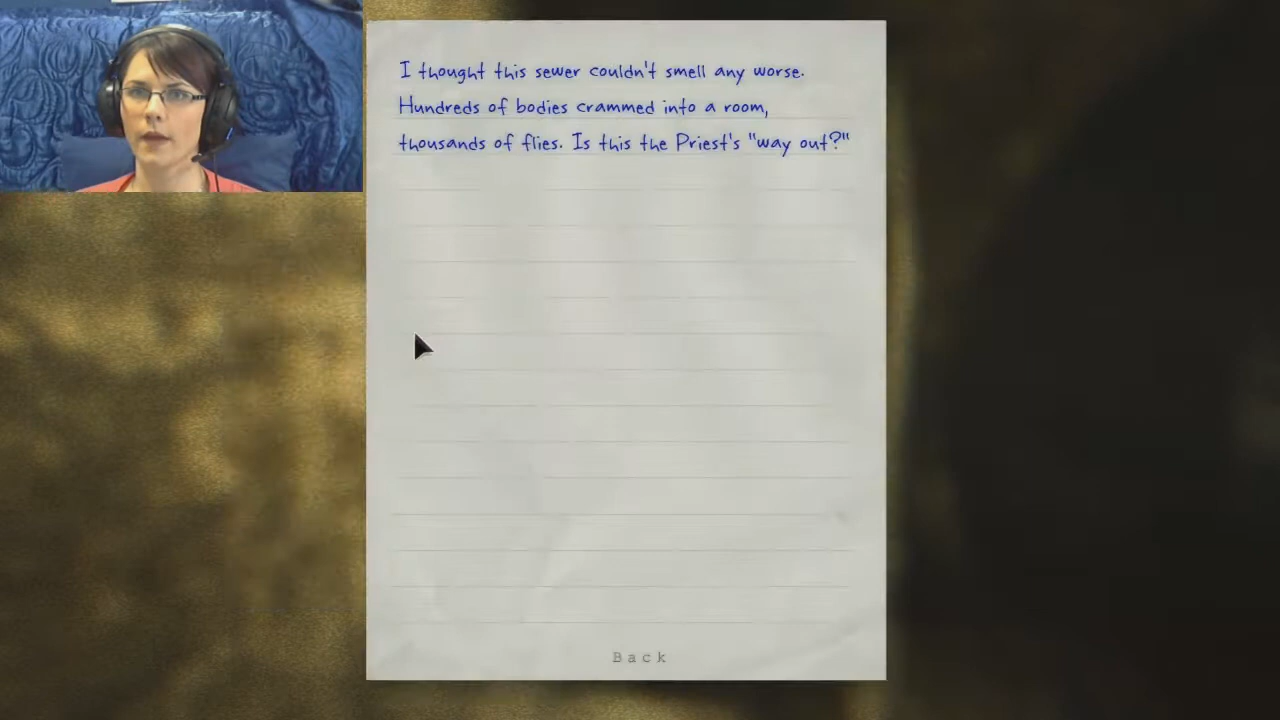 I thought this sewer couldn't smell any worse.
Hundreds of bodies crammed into a room,
thousands of flies. Is this the Priest's "way out?"
Back